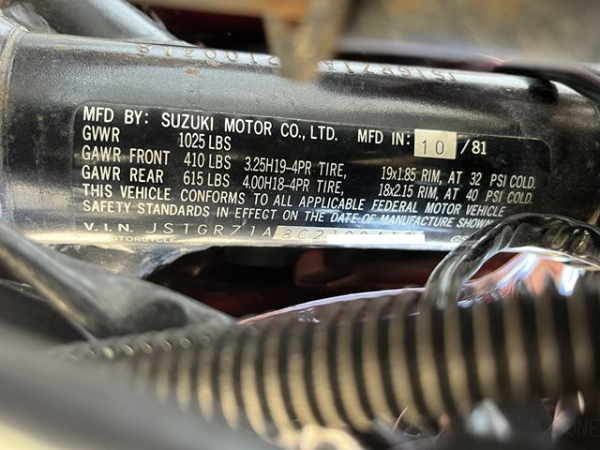 MFD BY: SUZUKI MOTOR CO., LTD. MFD IN: 10 /81
GVWR 1025 LBS
GAWR FRONT 410 LBS 3.25H19-4PR TIRE, 19x1.85 RIM, AT 32 PSI COLD.
GAWR REAR 615 LBS 4.00H18-4PR TIRE, 18x2.15 RIM, AT 40 PSI COLD.
THIS VEHICLE CONFORMS TO ALL APPLICABLE FEDERAL MOTOR VEHICLE
SAFETY STANDARDS IN EFFECT ON THE DATE OF MANUFACTURE SHOWN
V.I.N. JS1GR71A
MOTORCYCLE